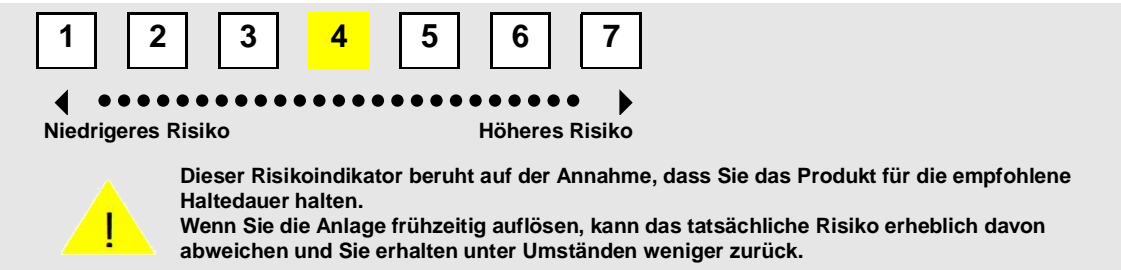 1 2 3 4 5 6 7
Niedrigeres Risiko Höheres Risiko
Dieser Risikoindikator beruht auf der Annahme, dass Sie das Produkt für die empfohlene
Haltedauer halten.
Wenn Sie die Anlage frühzeitig auflösen, kann das tatsächliche Risiko erheblich davon
abweichen und Sie erhalten unter Umständen weniger zurück.
!